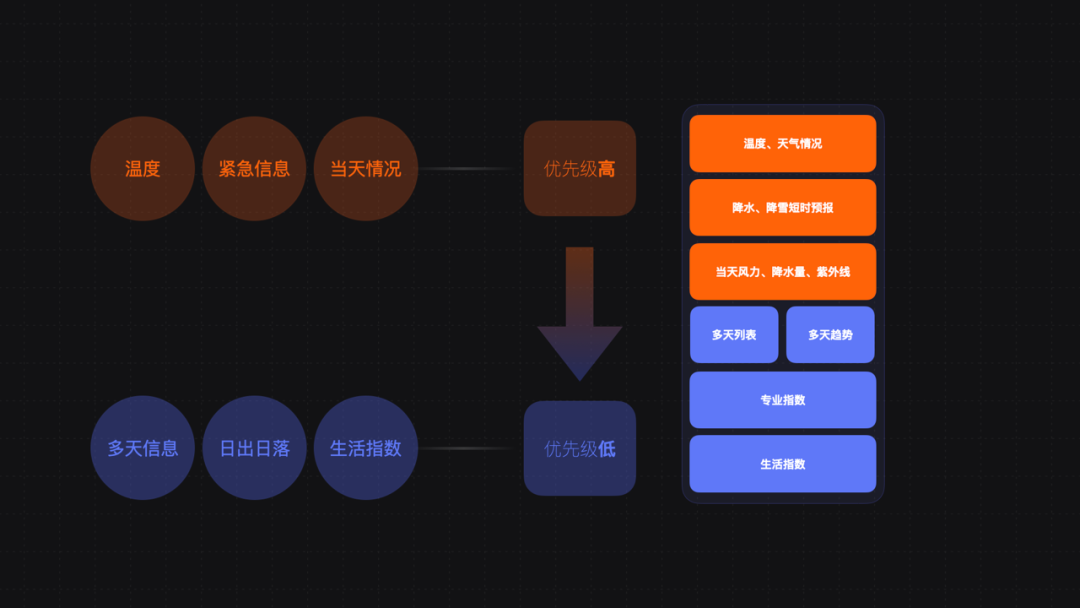 温度
紧急信息
当天情况
优先级高
多天信息
日出日落
生活指数
优先级低
温度、天气情况
降水、降雪短时预报
当天风力、降水量、紫外线
多天列表
多天趋势
专业指数
生活指数